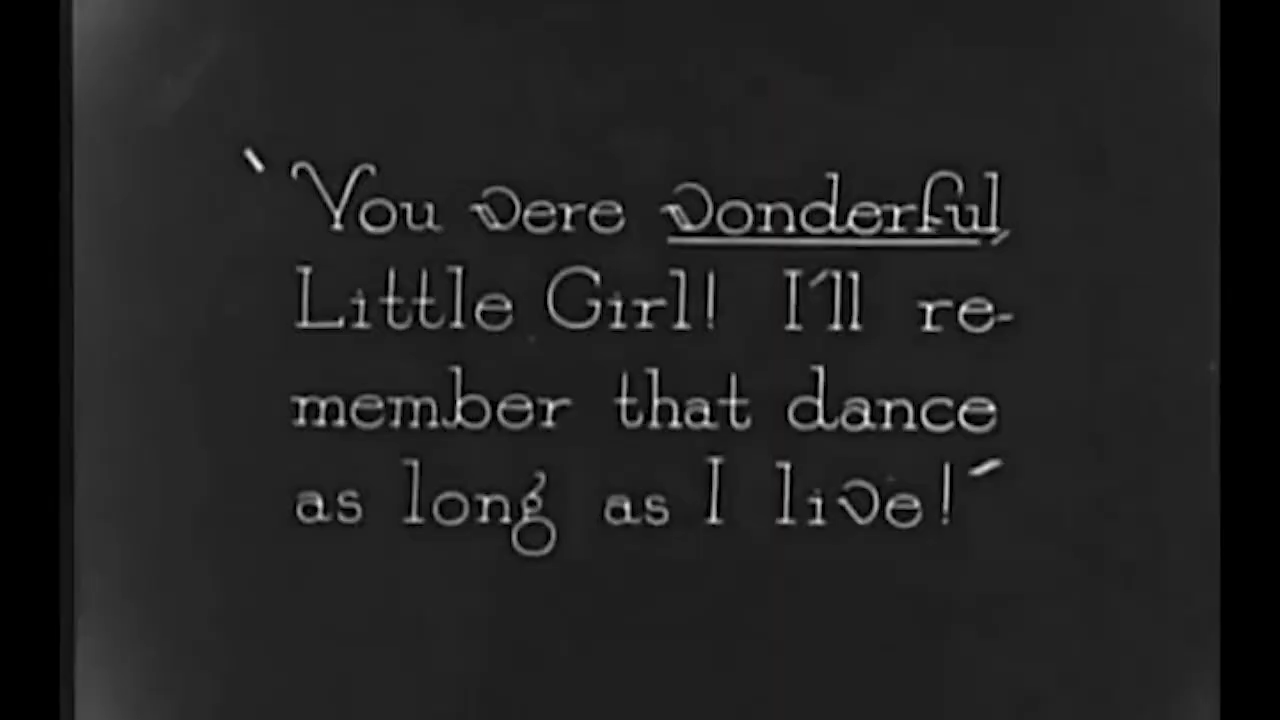 `You were wonderful,
Little Girl! I'll re-
member that dance
as long as I live!´